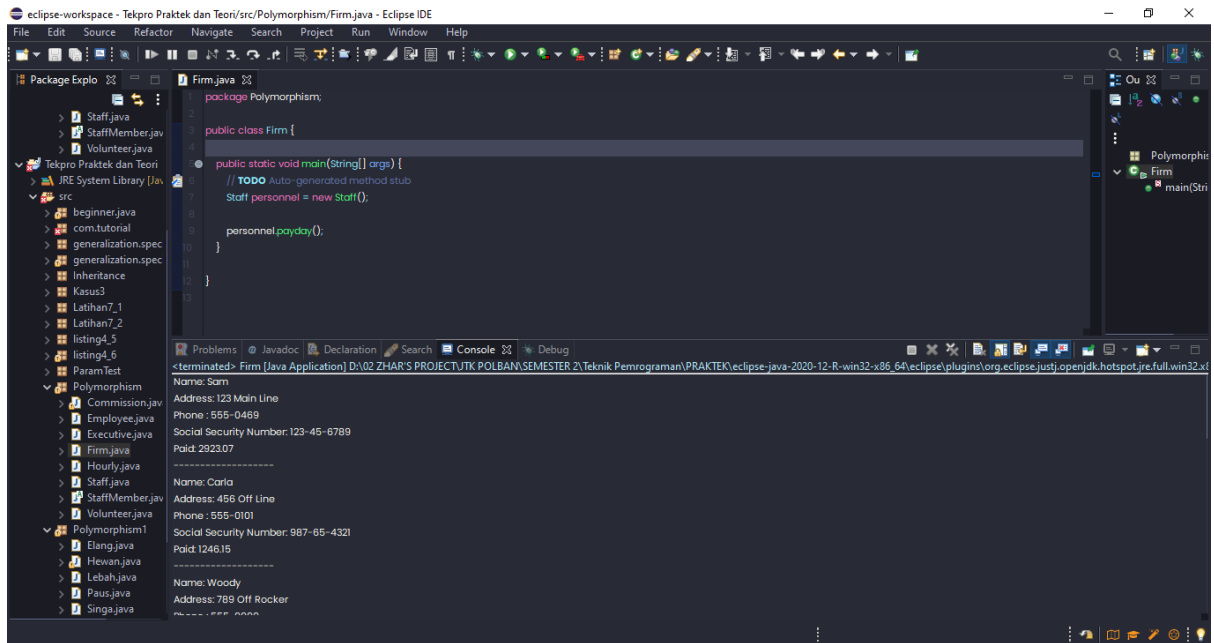 eclipse-workspace - Tekpro Praktek dan Teori/src/Polymorphism/Firm.java - Eclipse IDE
File Edit Source Refactor Navigate Search Project Run Window Help
Package Explo
Staff.java
StaffMember.jav
Volunteer.java
Tekpro Praktek dan Teori
JRE System Library [Jav
src
beginner.java
com.tutorial
generalization.spec
generalization.spec
Inheritance
Kasus3
Latihan7_1
Latihan7_2
listing4_5
listing4_6
ParamTest
Polymorphism
Commission.jav
Employee.java
Executive.java
Firm.java
Hourly.java
Staff.java
StaffMember.jav
Volunteer.java
Polymorphism1
Elang.java
Hewan.java
Lebah.java
Paus.java
Singa.java
Firm.java
1 package Polymorphism;
2
3 public class Firm {
4
5 public static void main(String[] args) {
6 // TODO Auto-generated method stub
7 Staff personnel = new Staff();
8
9 personnel.payday();
10 }
11
12 }
13
Ou
Polymorphis
Firm
main(Stri
Problems Javadoc Declaration Search Console Debug
<terminated> Firm [Java Application] D:\02 ZHAR'S PROJECT\JTK POLBAN\SEMESTER 2\Teknik Pemrograman\PRAKTEK\eclipse-java-2020-12-R-win32-x86_64\eclipse\plugins\org.eclipse.justj.openjdk.hotspot.jre.full.win32.x8
Name: Sam
Address: 123 Main Line
Phone : 555-0469
Social Security Number: 123-45-6789
Paid: 2923.07
-------------------
Name: Carla
Address: 456 Off Line
Phone : 555-0101
Social Security Number: 987-65-4321
Paid: 1246.15
-------------------
Name: Woody
Address: 789 Off Rocker